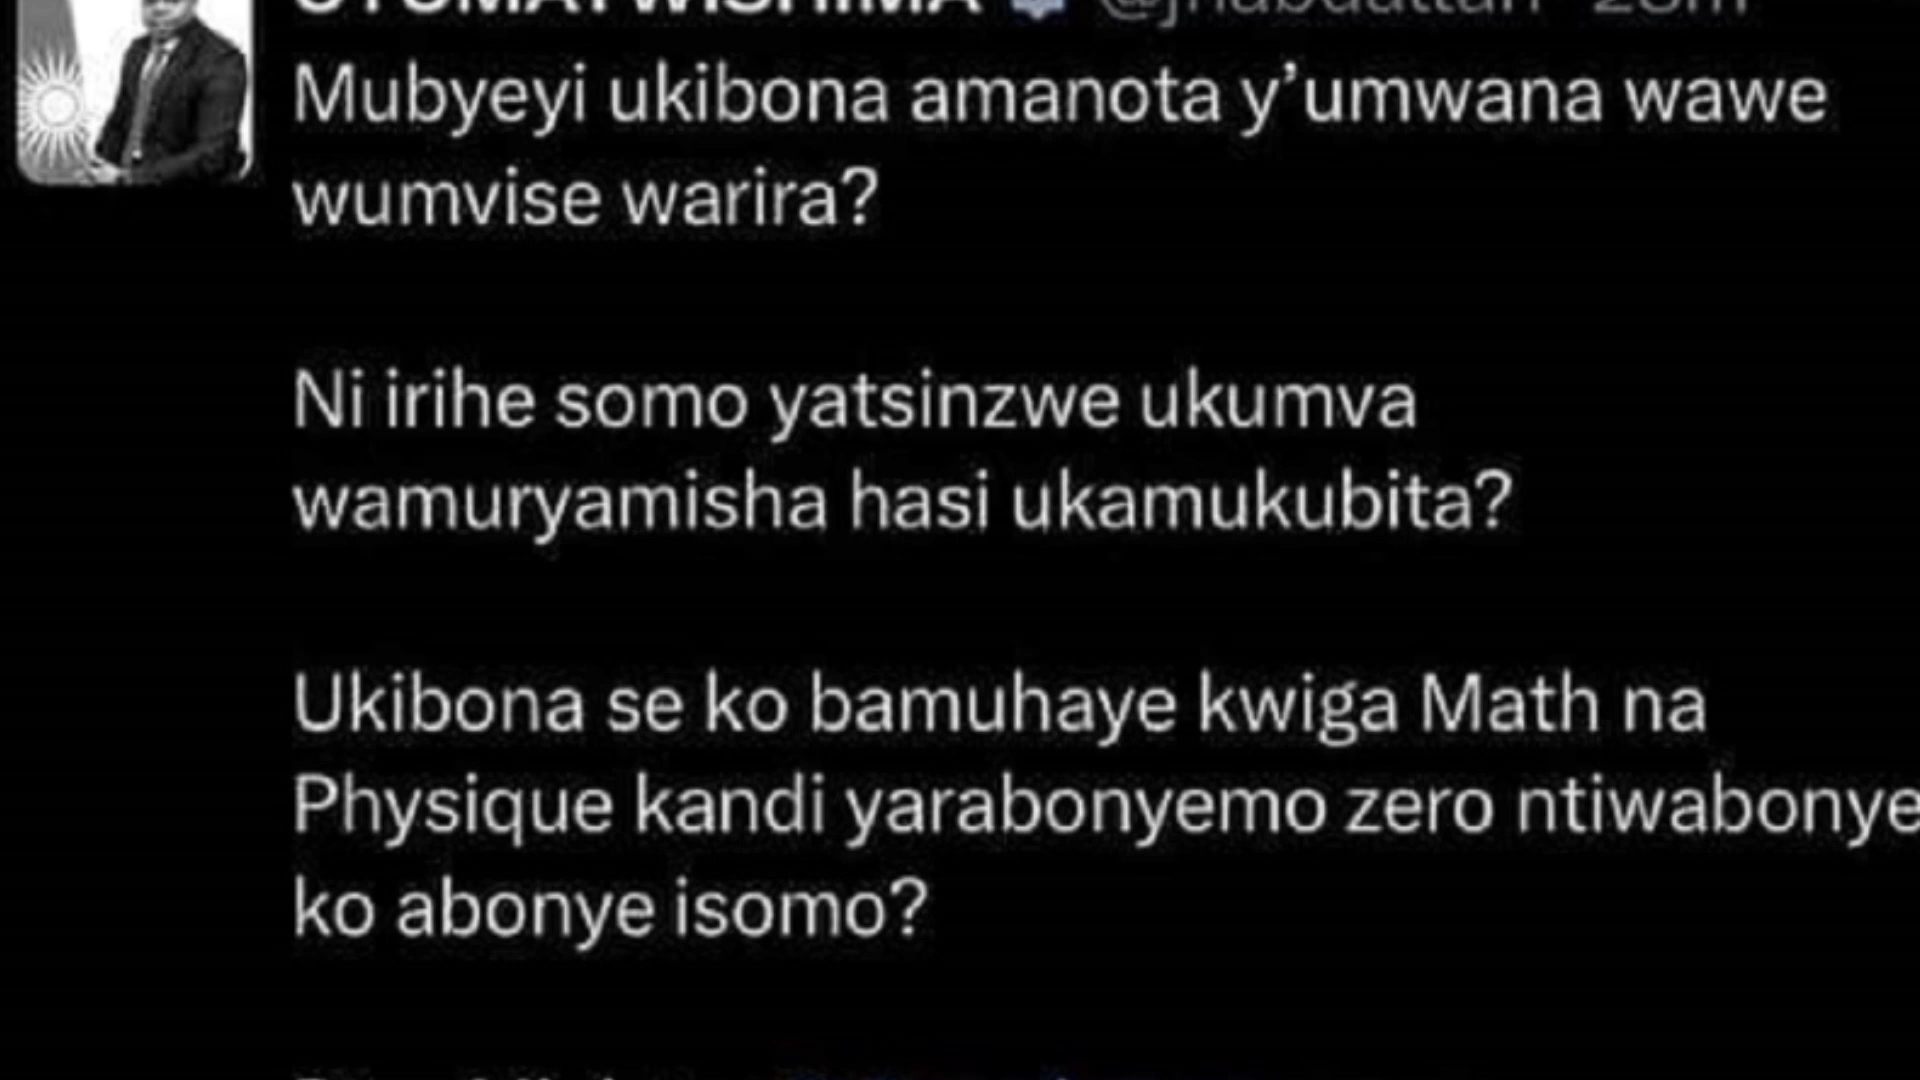 Mubyeyi ukibona amanota y’umwana wawe
wumvise warira?
Ni irihe somo yatsinzwe ukumva
wamuryamisha hasi ukamukubita?
Ukibona se ko bamuhaye kwiga Math na
Physique kandi yarabonyemo zero ntiwabonye
ko abonye isomo?